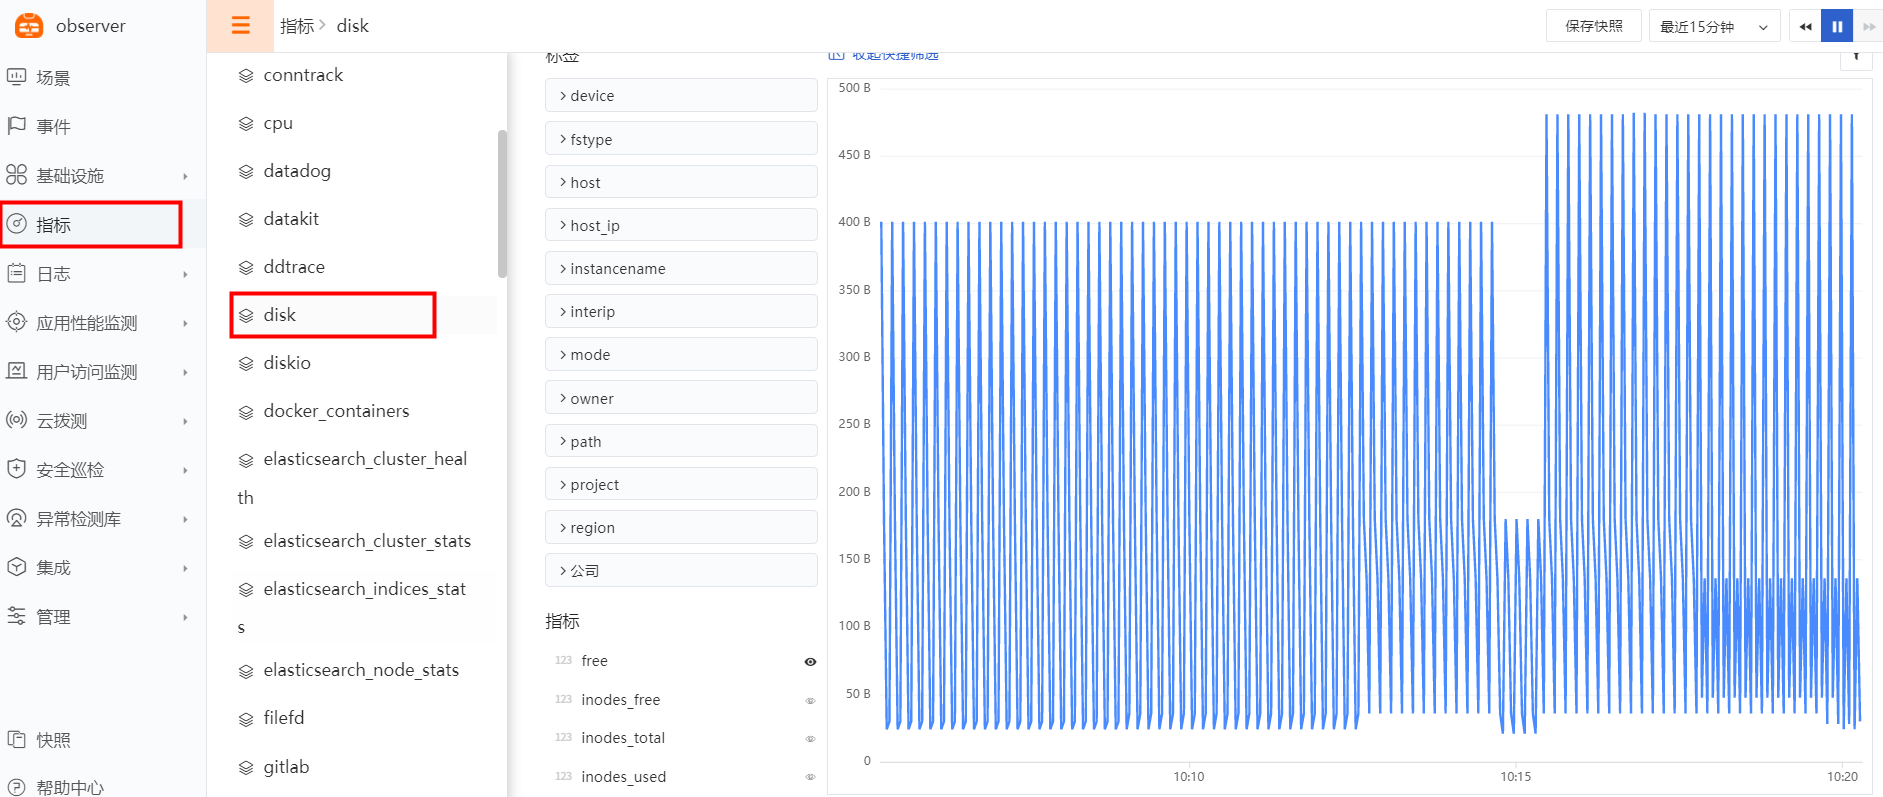 observer
指标
disk
保存快照
最近15分钟
场景
事件
基础设施
指标
日志
应用性能监测
用户访问监测
云拨测
安全巡检
异常检测库
集成
管理
快照
帮助中心
conntrack
cpu
datadog
datakit
ddtrace
disk
diskio
docker_containers
elasticsearch_cluster_heal
th
elasticsearch_cluster_stats
elasticsearch_indices_stat
s
elasticsearch_node_stats
filefd
gitlab
标签
device
fstype
host
host_ip
instancename
interip
mode
owner
path
project
region
公司
指标
123 free
123 inodes_free
123 inodes_total
123 inodes_used
收起快捷筛选
500 B
450 B
400 B
350 B
300 B
250 B
200 B
150 B
100 B
50 B
0
10:10
10:15
10:20